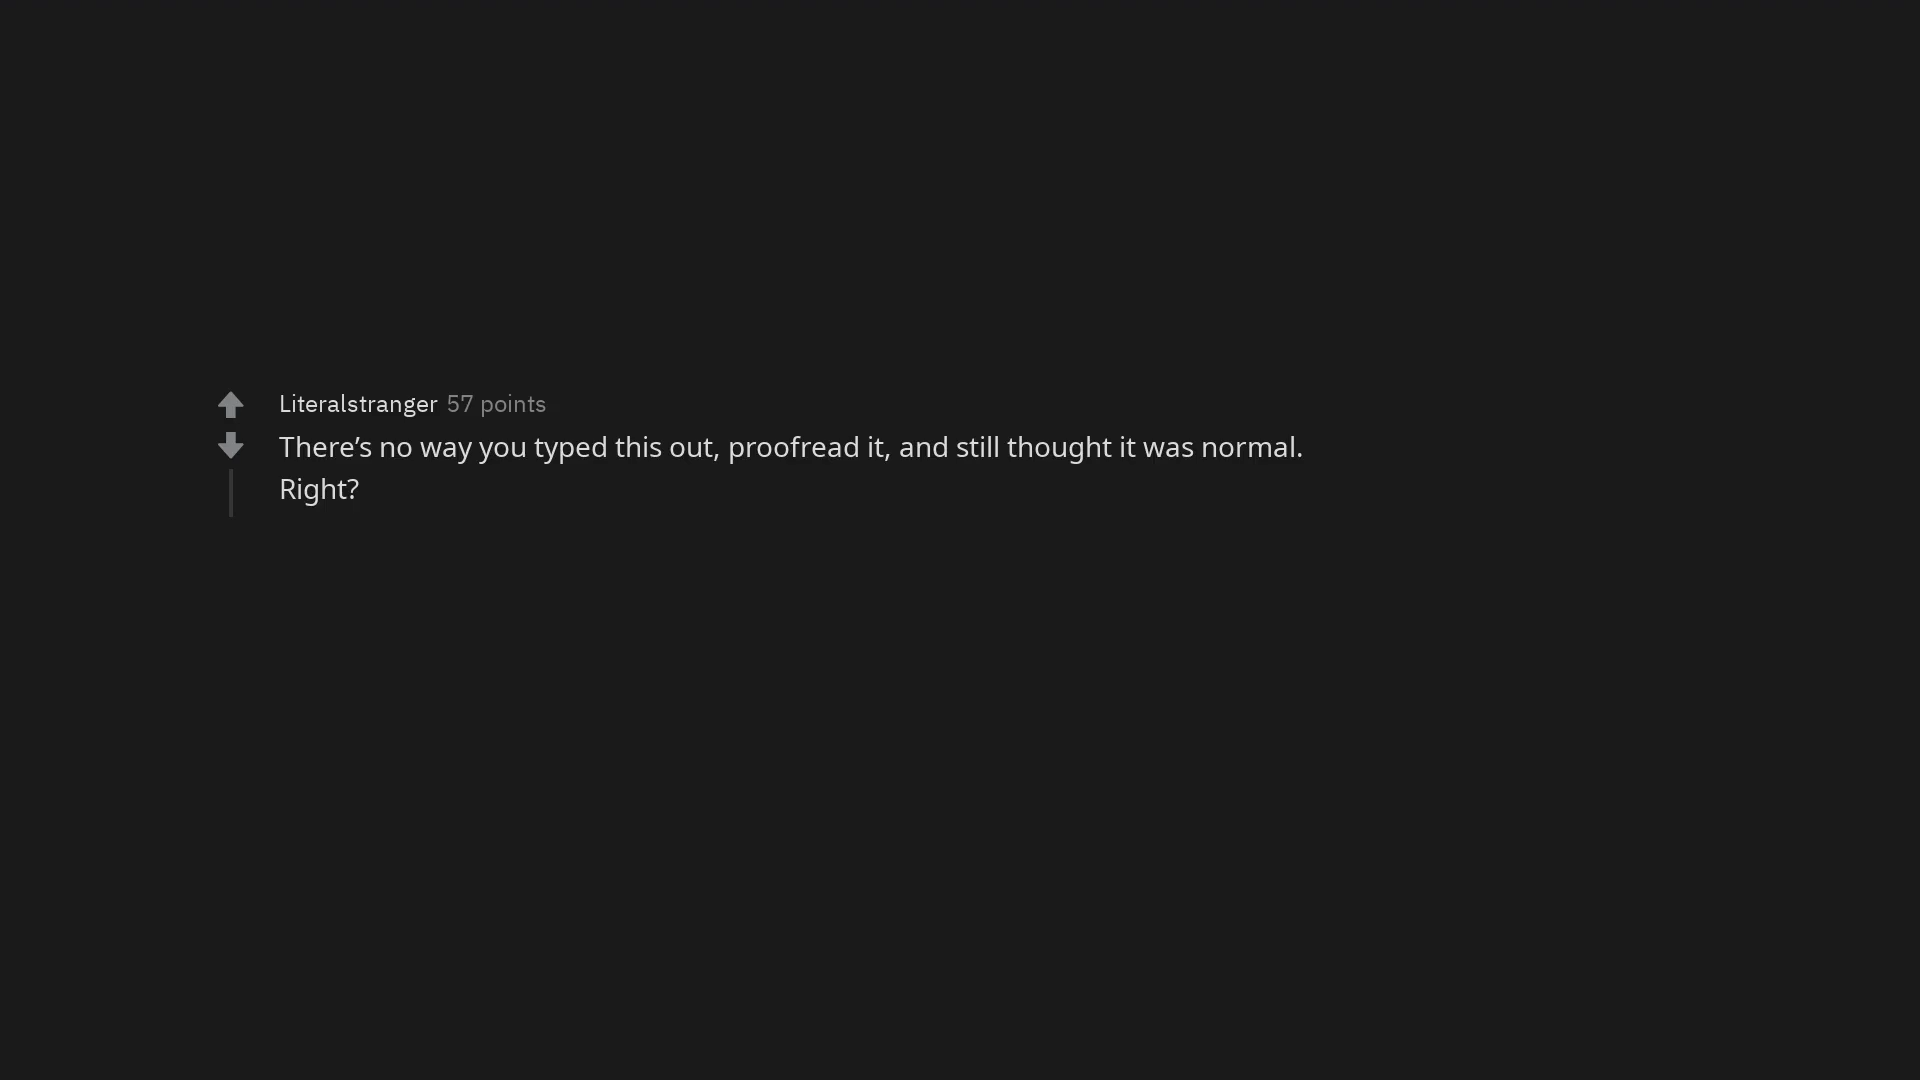 Literalstranger 57 points
There’s no way you typed this out, proofread it, and still thought it was normal.
Right?